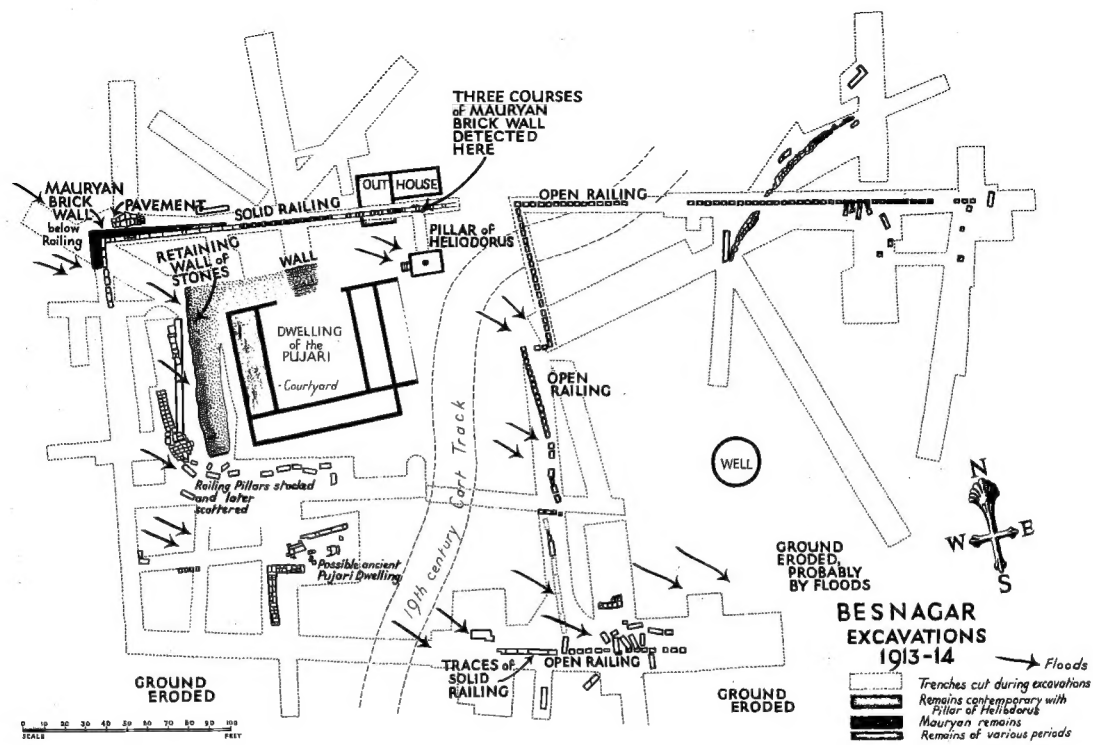 THREE COURSES
of MAURYAN
BRICK WALL
DETECTED
HERE
MAURYAN
BRICK
WALL
below
Railing
PAVEMENT
SOLID RAILING
OUT HOUSE
OPEN RAILING
PILLAR of
HELIODORUS
RETAINING
WALL of
STONES
WALL
DWELLING
of the
PUJARI
Courtyard
OPEN
RAILING
19th century Cart Track
WELL
Railing Pillars stacked
and later
scattered
Possible ancient
Pujari Dwelling
GROUND
ERODED,
PROBABLY
BY FLOODS
N
W E
S
TRACES of
SOLID
RAILING
OPEN RAILING
GROUND
ERODED
GROUND
ERODED
BESNAGAR
EXCAVATIONS
1913-14
Floods
Trenches cut during excavations
Remains contemporary with
Pillar of Heliodorus
Mauryan remains
Remains of various periods
0 10 20 30 40 50 60 70 80 90 100
SCALE FEET